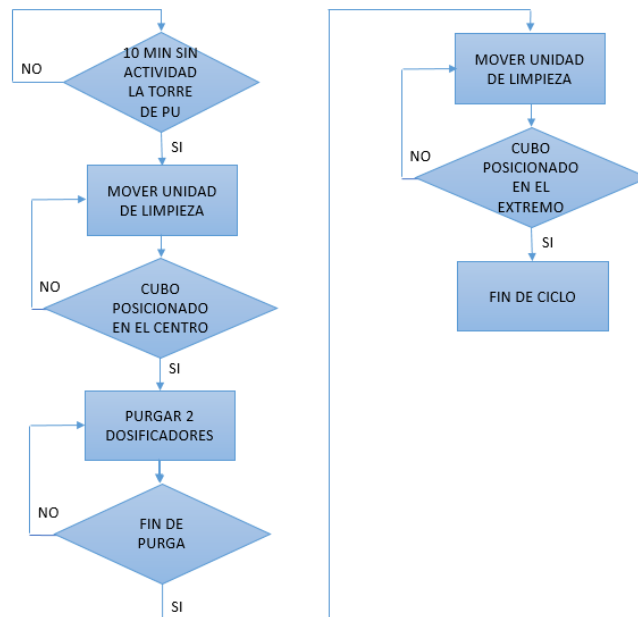 10 MIN SIN
ACTIVIDAD
LA TORRE
DE PU
NO
SI
MOVER UNIDAD
DE LIMPIEZA
NO
CUBO
POSICIONADO
EN EL CENTRO
SI
PURGAR 2
DOSIFICADORES
NO
FIN DE
PURGA
SI
MOVER UNIDAD
DE LIMPIEZA
NO
CUBO
POSICIONADO
EN EL
EXTREMO
SI
FIN DE CICLO